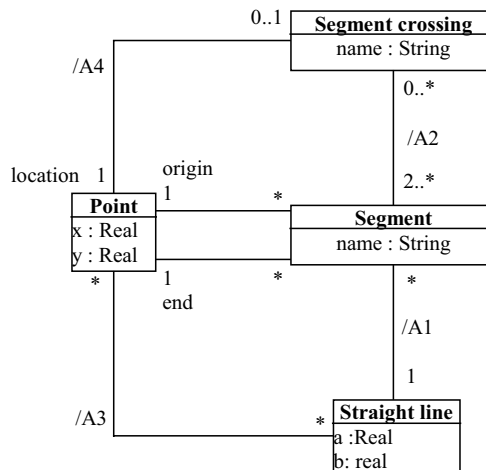 0..1
Segment crossing
name : String
/A4
0..*
/A2
location
1
origin
1
*
2..*
Point
x : Real
y : Real
Segment
name : String
*
1
end
*
*
/A1
1
/A3
*
Straight line
a :Real
b: real